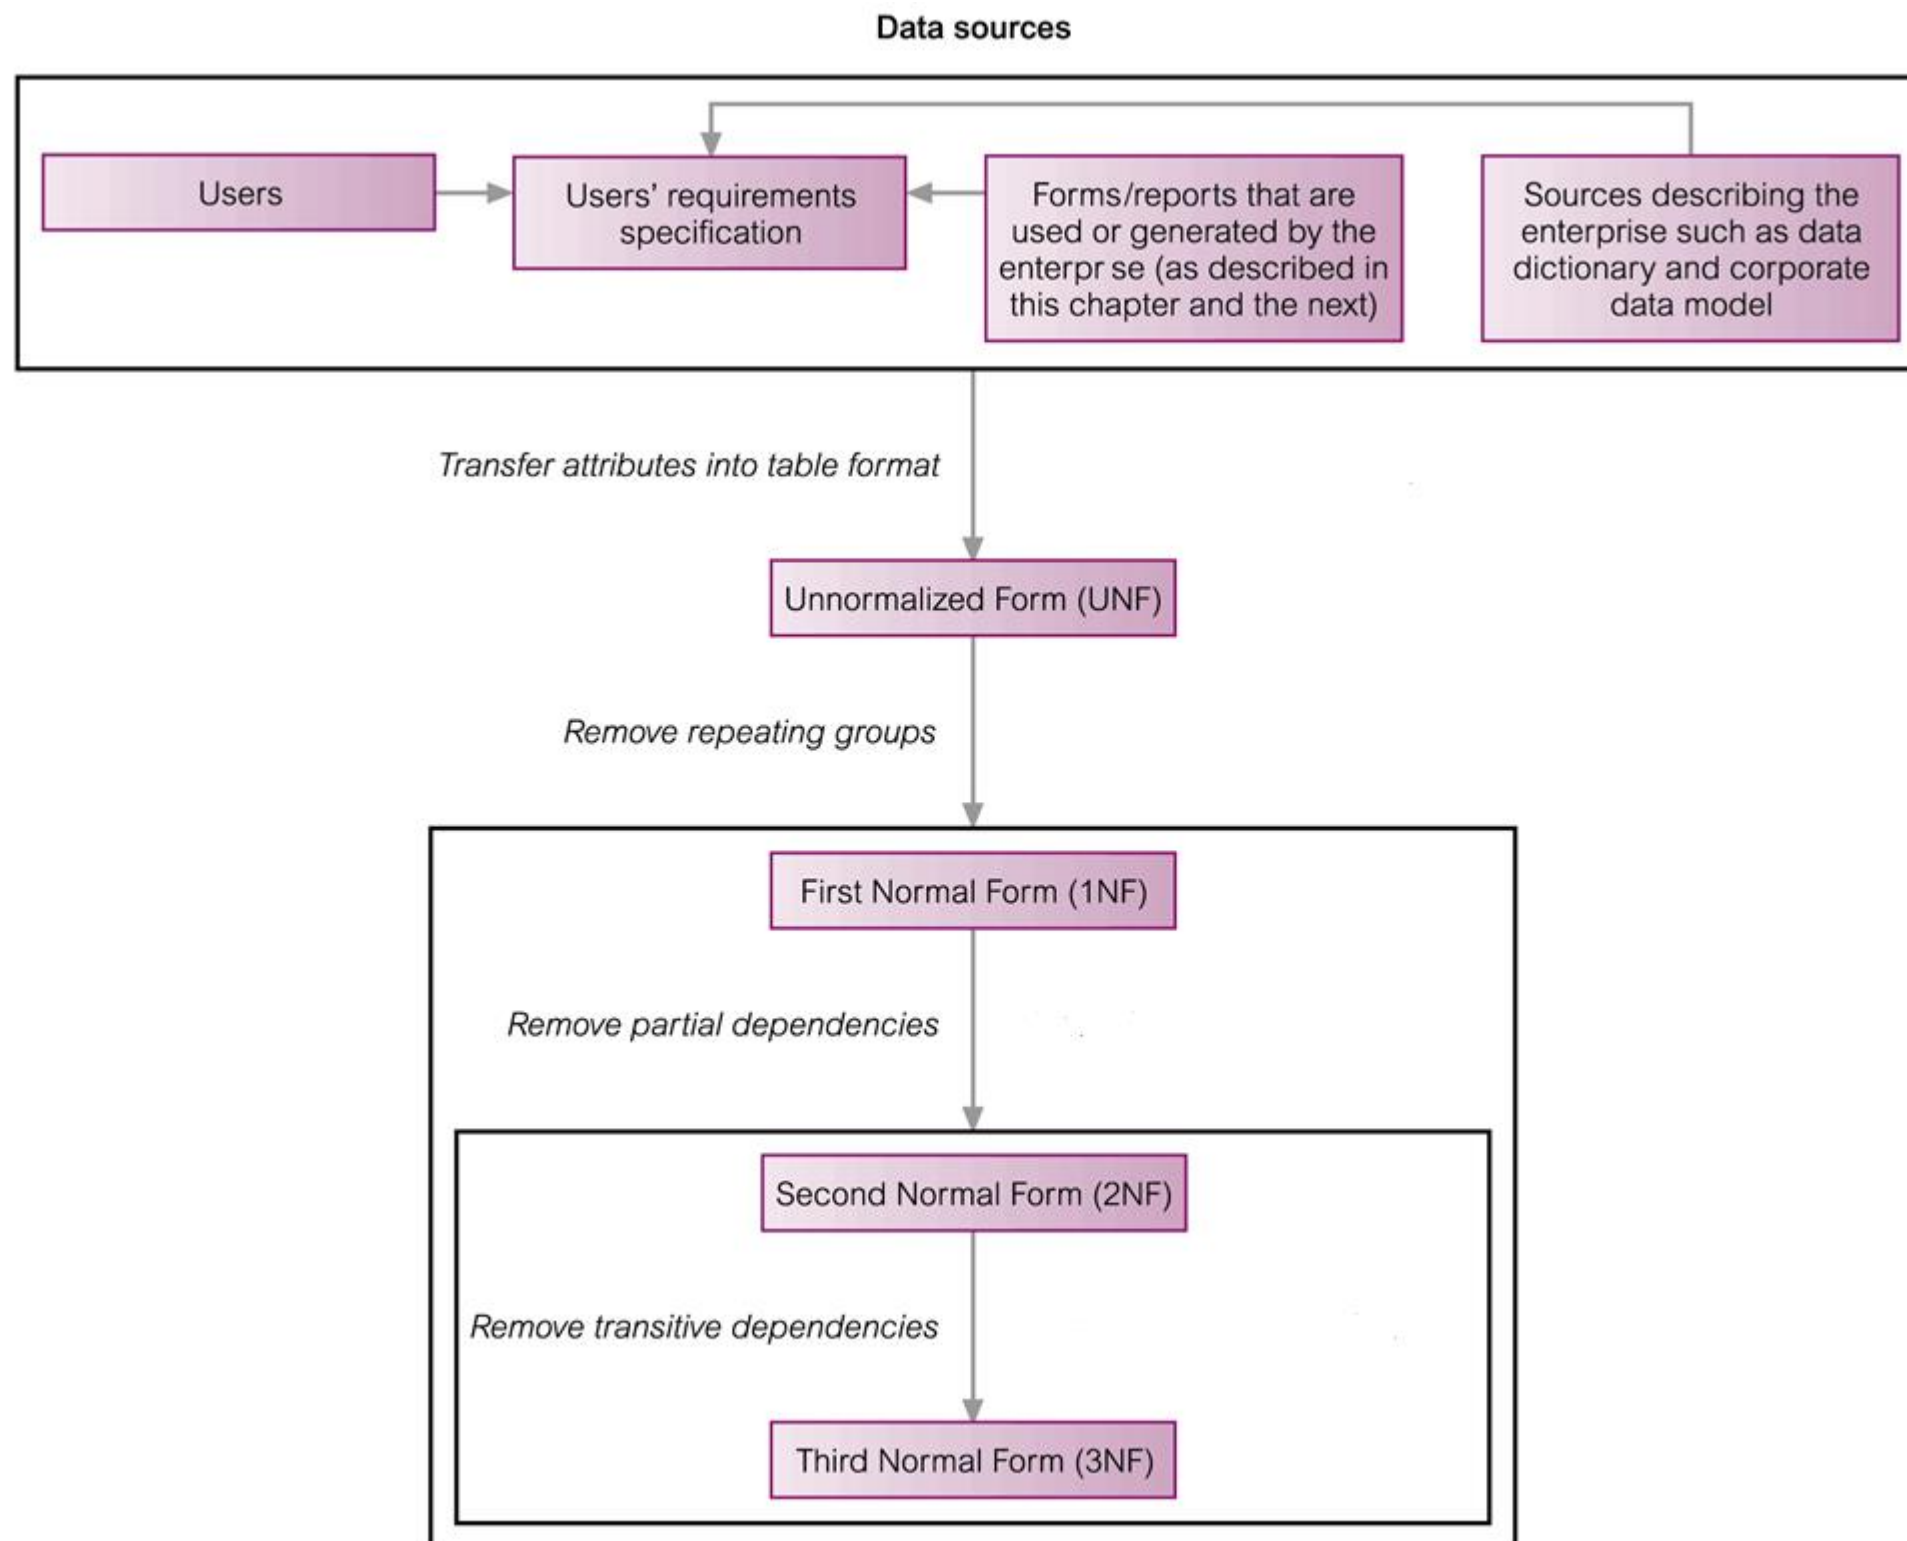 Data sources
Users
Users’ requirements
specification
Forms/reports that are
used or generated by the
enterpr se (as described in
this chapter and the next)
Sources describing the
enterprise such as data
dictionary and corporate
data model
Transfer attributes into table format
Unnormalized Form (UNF)
Remove repeating groups
First Normal Form (1NF)
Remove partial dependencies
Second Normal Form (2NF)
Remove transitive dependencies
Third Normal Form (3NF)